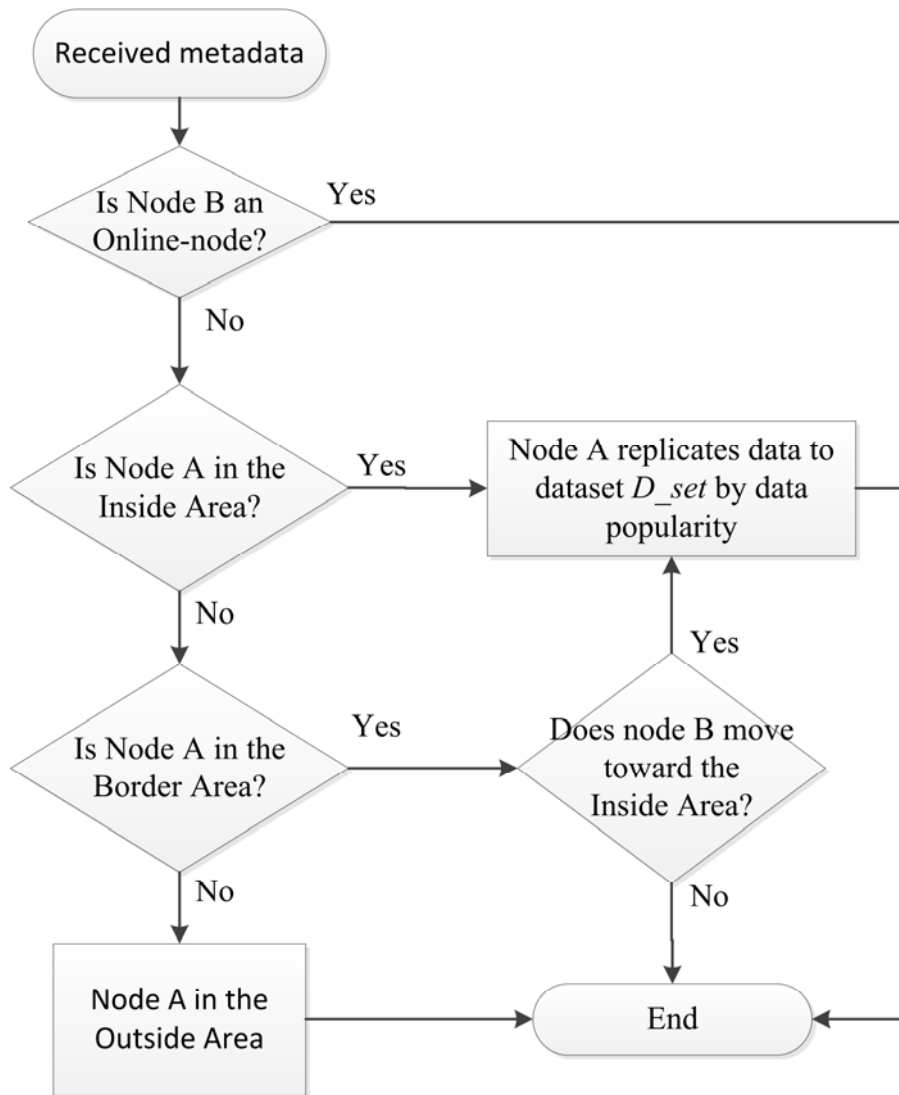 Received metadata
Is Node B an
Online-node?
Yes
No
Is Node A in the
Inside Area?
Yes
Node A replicates data to
dataset D_set by data
popularity
No
Yes
Is Node A in the
Border Area?
Yes
Does node B move
toward the
Inside Area?
No
No
Node A in the
Outside Area
End